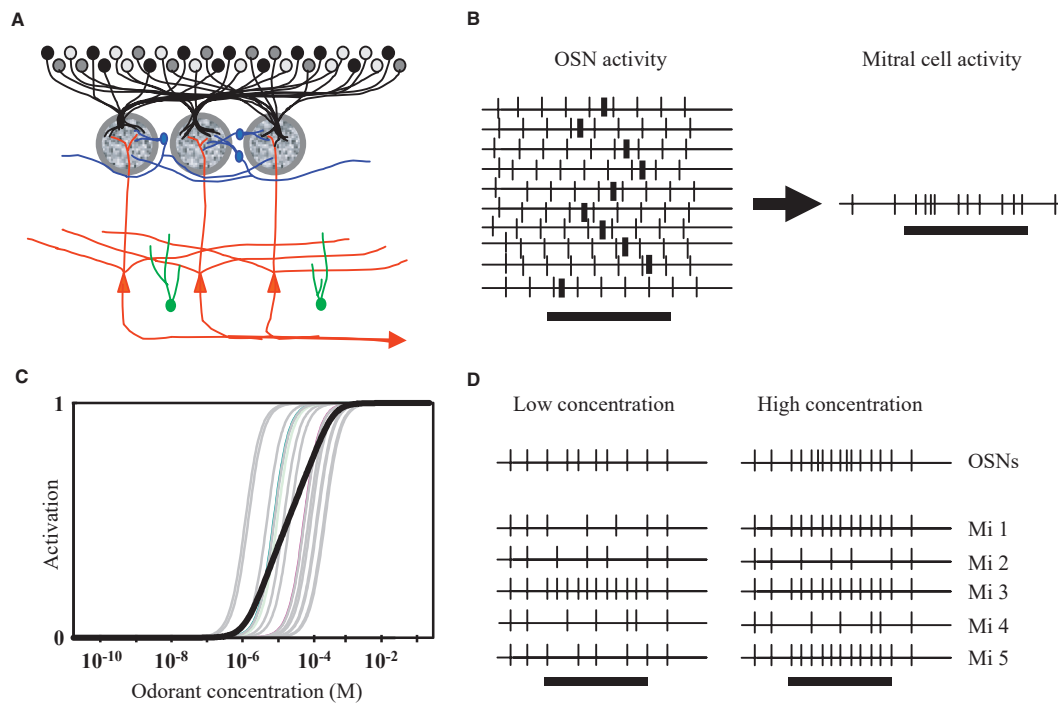 A
B
OSN activity
Mitral cell activity
C
1
Activation
0
10-10
10-8
10-6
10-4
10-2
Odorant concentration (M)
D
Low concentration
High concentration
OSNs
Mi 1
Mi 2
Mi 3
Mi 4
Mi 5